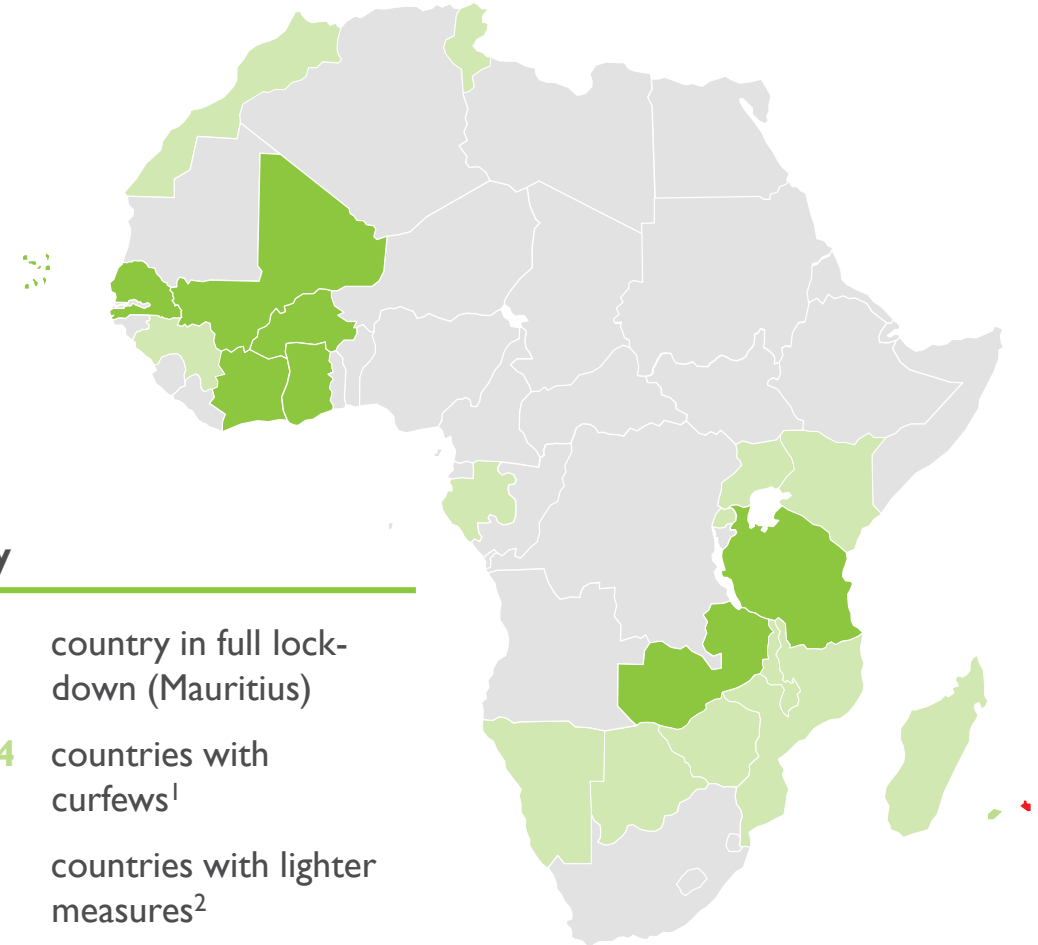 y
country in full lock-
down (Mauritius)
4 countries with
curfews¹
countries with lighter
measures²